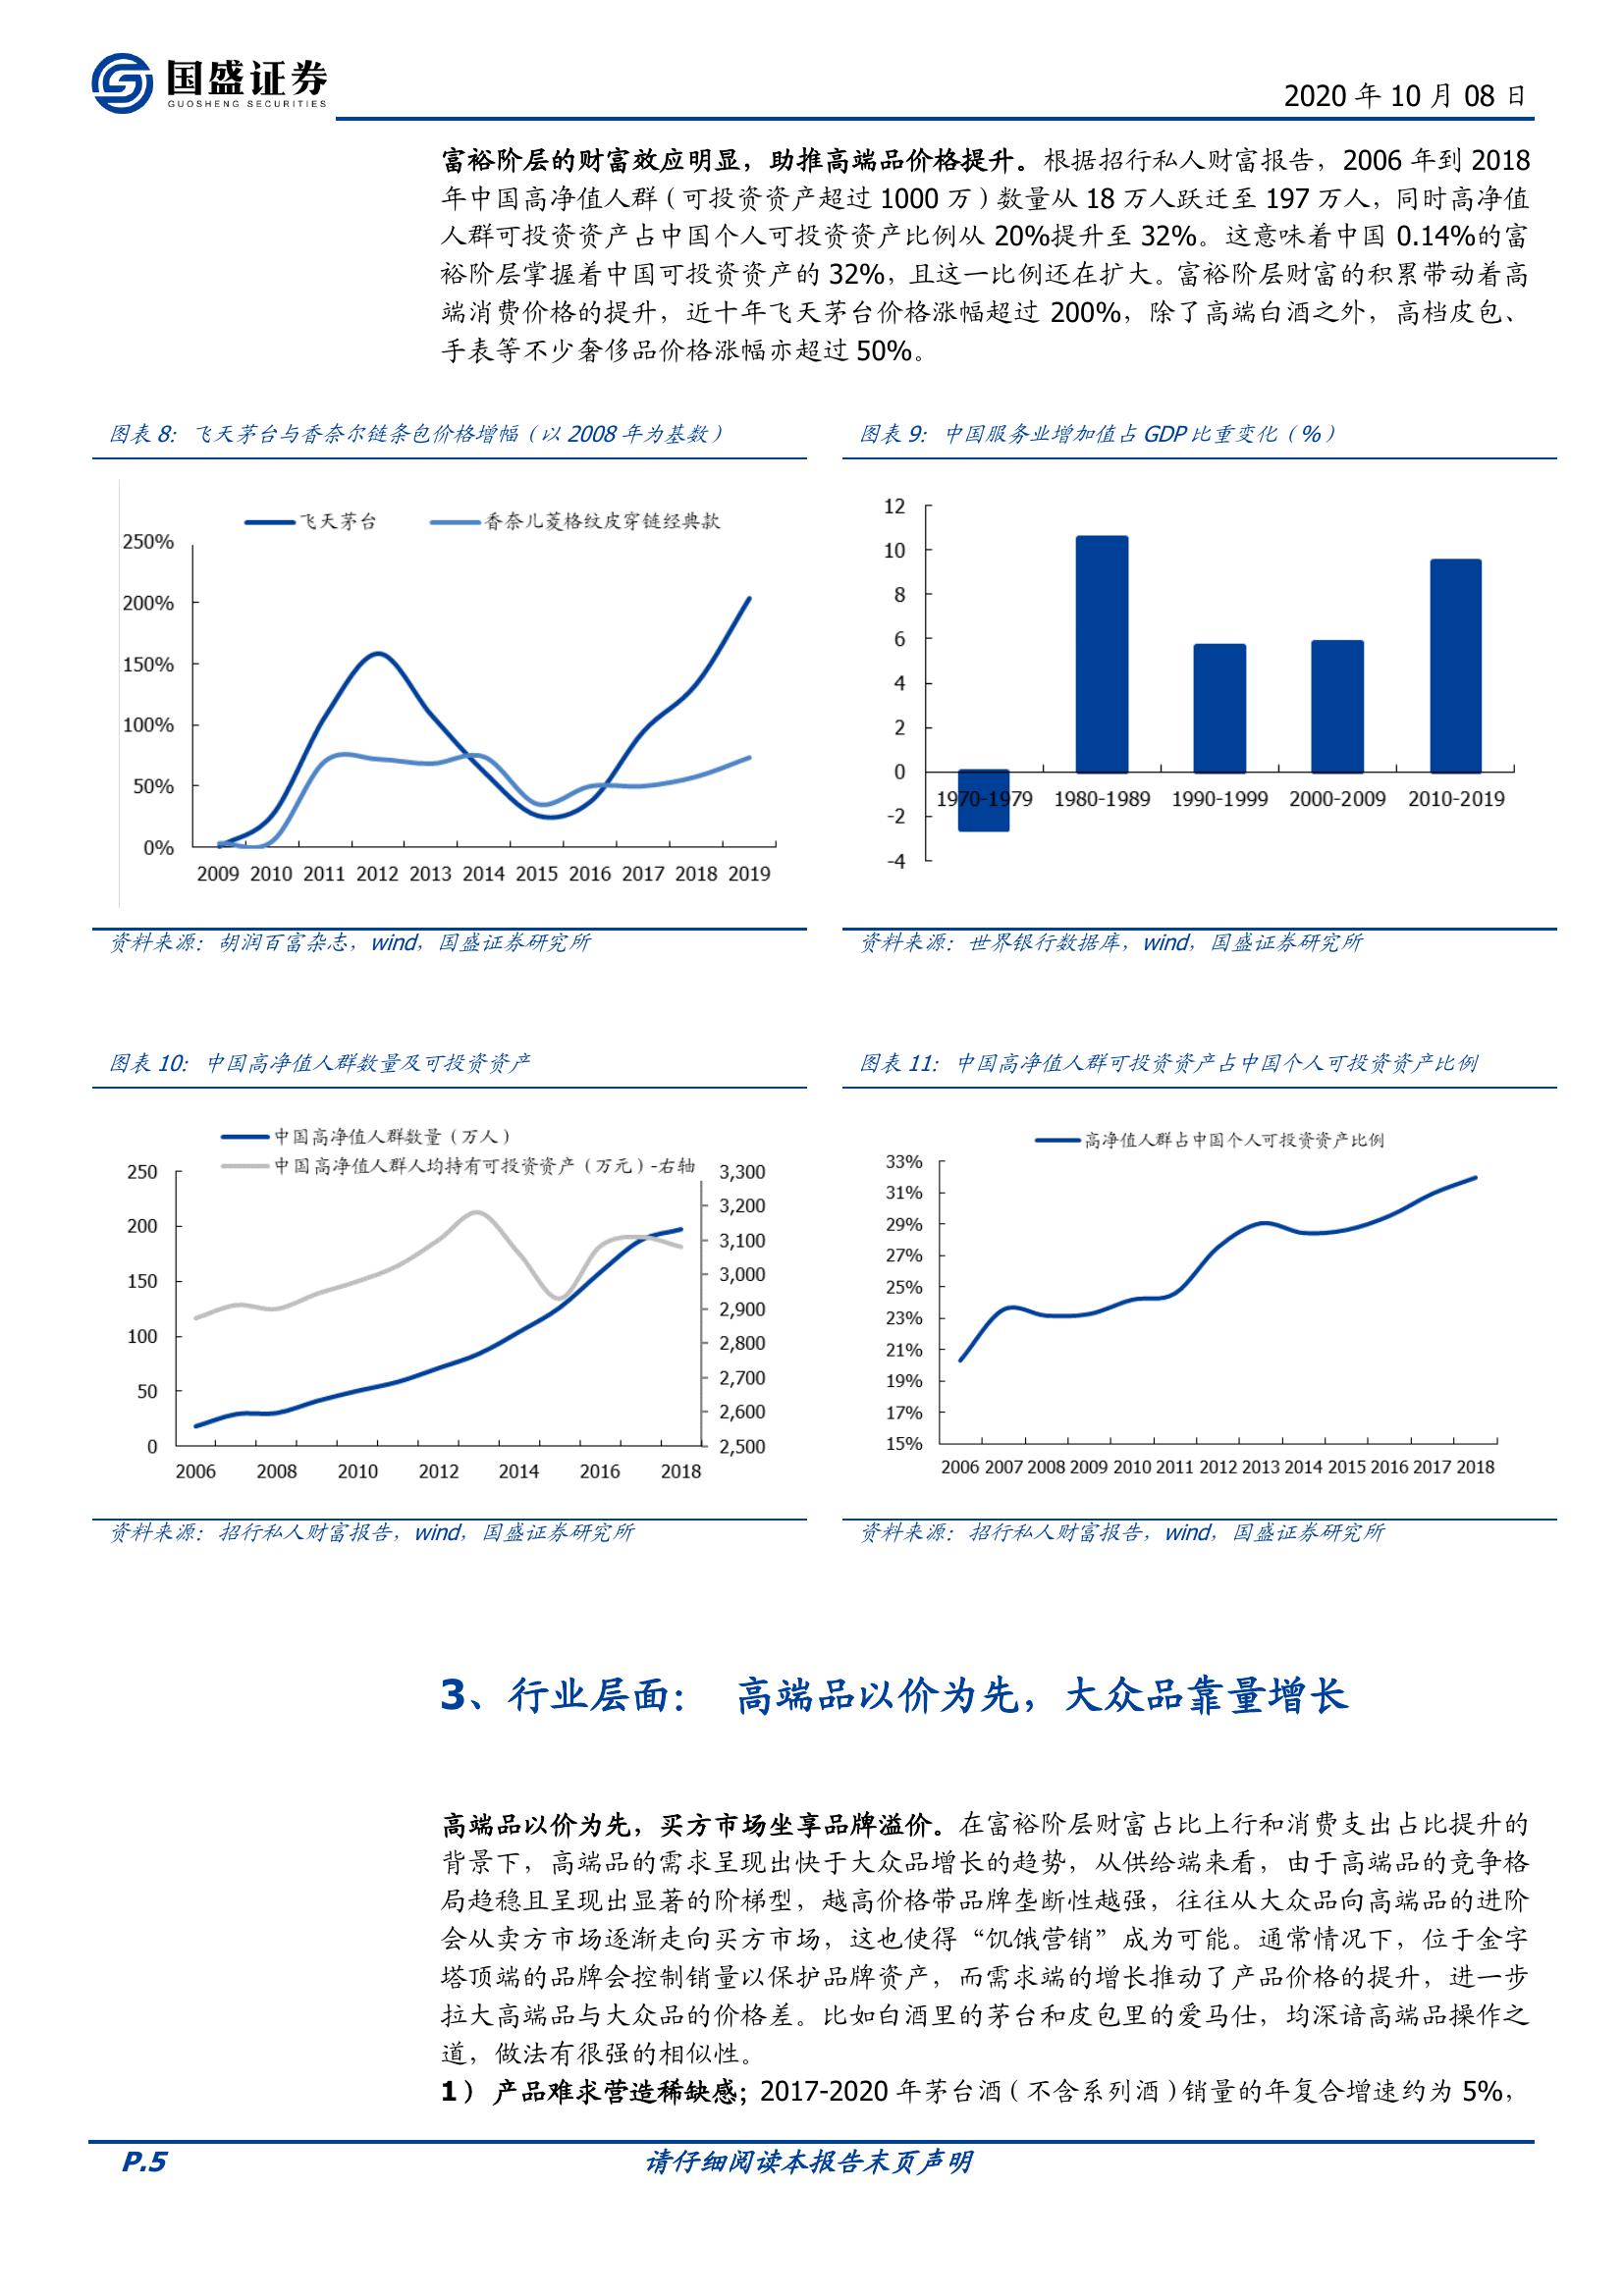 国盛证券
GUOSHENG SECURITIES
2020 年 10 月 08 日
富裕阶层的财富效应明显，助推高端品价格提升。根据招行私人财富报告，2006 年到 2018
年中国高净值人群（可投资资产超过 1000 万）数量从 18 万人跃迁至 197 万人，同时高净值
人群可投资资产占中国个人可投资资产比例从 20%提升至 32%。这意味着中国 0.14%的富
裕阶层掌握着中国可投资资产的 32%，且这一比例还在扩大。富裕阶层财富的积累带动着高
端消费价格的提升，近十年飞天茅台价格涨幅超过 200%，除了高端白酒之外，高档皮包、
手表等不少奢侈品价格涨幅亦超过 50%。
图表 8： 飞天茅台与香奈尔链条包价格增幅（以 2008 年为基数）
飞天茅台 香奈儿菱格纹皮穿链经典款
250%
200%
150%
100%
50%
0%
2009 2010 2011 2012 2013 2014 2015 2016 2017 2018 2019
资料来源：胡润百富杂志，wind，国盛证券研究所
图表 9： 中国服务业增加值占 GDP 比重变化（%）
12
10
8
6
4
2
0
-2
-4
1970-1979 1980-1989 1990-1999 2000-2009 2010-2019
资料来源：世界银行数据库，wind，国盛证券研究所
图表 10： 中国高净值人群数量及可投资资产
中国高净值人群数量（万人）
中国高净值人群人均持有可投资资产（万元）-右轴
250
200
150
100
50
0
3,300
3,200
3,100
3,000
2,900
2,800
2,700
2,600
2,500
2006 2008 2010 2012 2014 2016 2018
资料来源：招行私人财富报告，wind，国盛证券研究所
图表 11： 中国高净值人群可投资资产占中国个人可投资资产比例
高净值人群占中国个人可投资资产比例
33%
31%
29%
27%
25%
23%
21%
19%
17%
15%
2006 2007 2008 2009 2010 2011 2012 2013 2014 2015 2016 2017 2018
资料来源：招行私人财富报告，wind，国盛证券研究所
3、行业层面： 高端品以价为先，大众品靠量增长
高端品以价为先，买方市场坐享品牌溢价。在富裕阶层财富占比上行和消费支出占比提升的
背景下，高端品的需求呈现出快于大众品增长的趋势，从供给端来看，由于高端品的竞争格
局趋稳且呈现出显著的阶梯型，越高价格带品牌垄断性越强，往往从大众品向高端品的进阶
会从卖方市场逐渐走向买方市场，这也使得“饥饿营销”成为可能。通常情况下，位于金字
塔顶端的品牌会控制销量以保护品牌资产，而需求端的增长推动了产品价格的提升，进一步
拉大高端品与大众品的价格差。比如白酒里的茅台和皮包里的爱马仕，均深谙高端品操作之
道，做法有很强的相似性。
1） 产品难求营造稀缺感；2017-2020 年茅台酒（不含系列酒）销量的年复合增速约为 5%，
P.5
请仔细阅读本报告末页声明